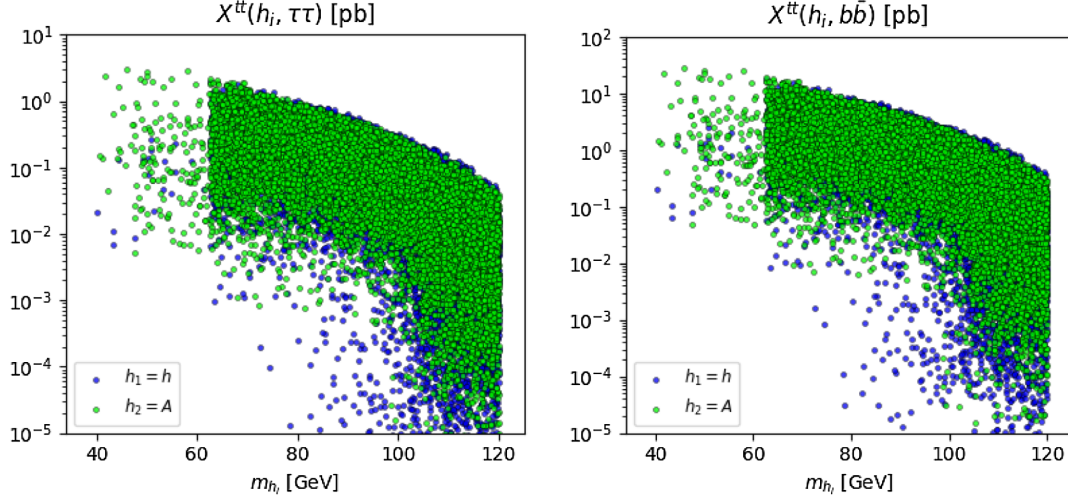 X^{tt}(h_i, ττ) [pb]
10^1
10^0
10^{-1}
10^{-2}
10^{-3}
10^{-4}
10^{-5}
h_1 = h
h_2 = A
40 60 80 100 120
m_{h_i} [GeV]
X^{tt}(h_i, b\bar{b}) [pb]
10^2
10^1
10^0
10^{-1}
10^{-2}
10^{-3}
10^{-4}
10^{-5}
h_1 = h
h_2 = A
40 60 80 100 120
m_{h_i} [GeV]